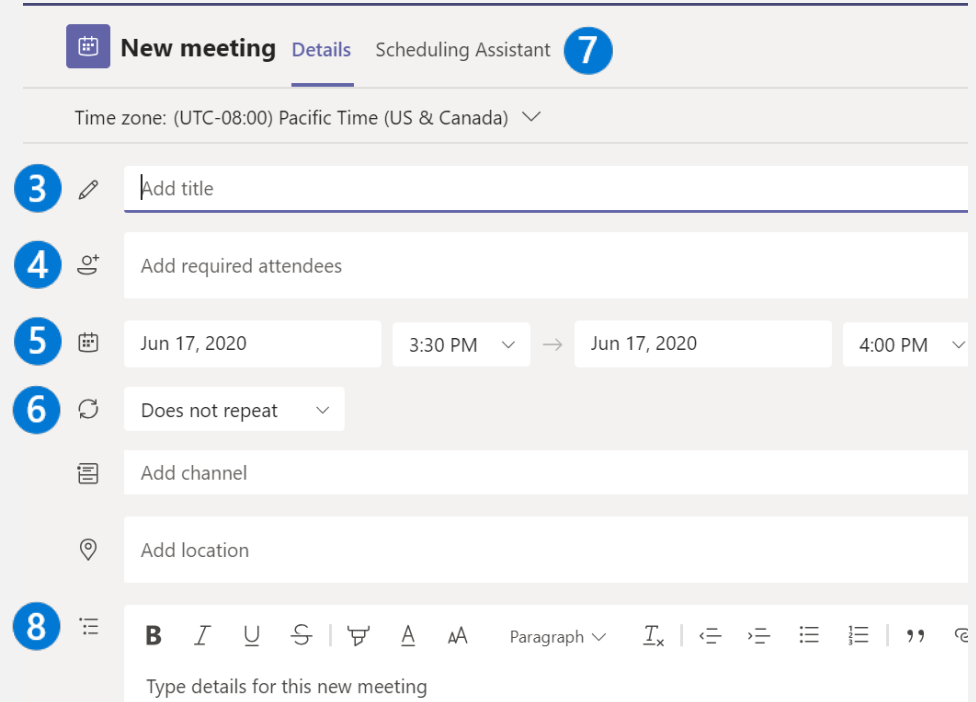 New meeting Details Scheduling Assistant 7
Time zone: (UTC-08:00) Pacific Time (US & Canada)
3 Add title
4 Add required attendees
5 Jun 17, 2020 3:30 PM → Jun 17, 2020 4:00 PM
6 Does not repeat
Add channel
Add location
8 B I U S A AA Paragraph Tx
Type details for this new meeting